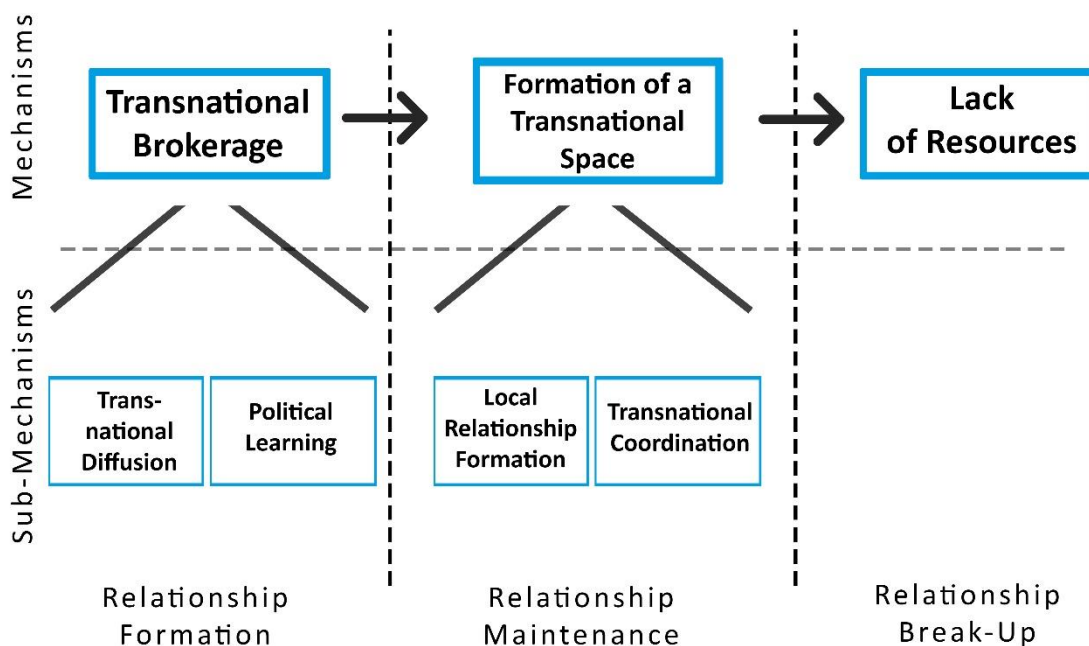 Mechanisms
Transnational
Brokerage
Formation of a
Transnational
Space
Lack
of Resources
Sub-Mechanisms
Trans-
national
Diffusion
Political
Learning
Local
Relationship
Formation
Transnational
Coordination
Relationship
Formation
Relationship
Maintenance
Relationship
Break-Up